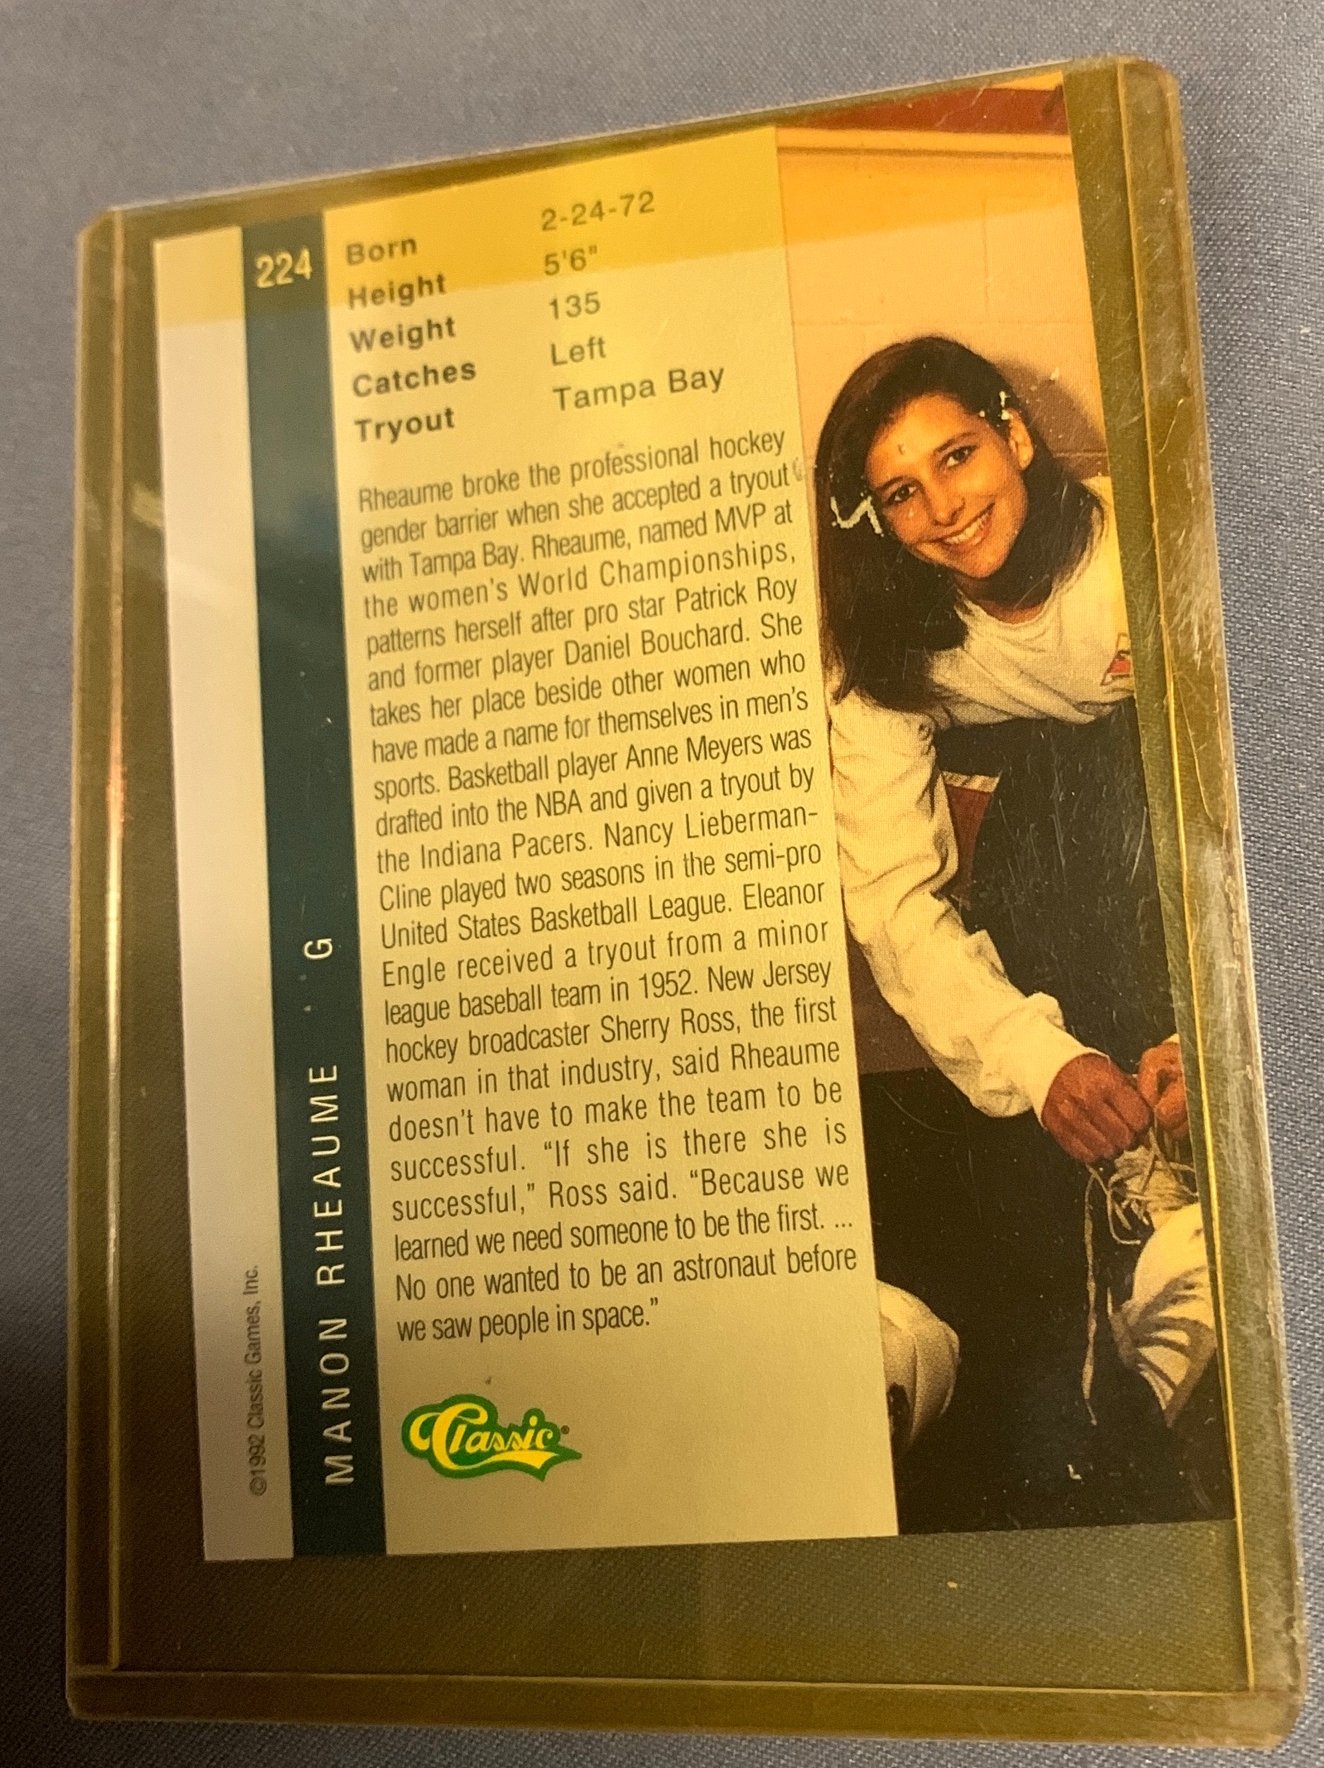 224
Born 2-24-72
Height 5'6"
Weight 135
Catches Left
Tryout Tampa Bay
Rheaume broke the professional hockey
gender barrier when she accepted a tryout
with Tampa Bay. Rheaume, named MVP at
the women's World Championships,
patterns herself after pro star Patrick Roy
and former player Daniel Bouchard. She
takes her place beside other women who
have made a name for themselves in men's
sports. Basketball player Anne Meyers was
drafted into the NBA and given a tryout by
the Indiana Pacers. Nancy Lieberman-
Cline played two seasons in the semi-pro
United States Basketball League. Eleanor
Engle received a tryout from a minor
league baseball team in 1952. New Jersey
hockey broadcaster Sherry Ross, the first
woman in that industry, said Rheaume
doesn't have to make the team to be
successful. “If she is there she is
successful,” Ross said. “Because we
learned we need someone to be the first. ...
No one wanted to be an astronaut before
we saw people in space.”
Classic®
MANON RHEAUME G
©1992 Classic Games, Inc.